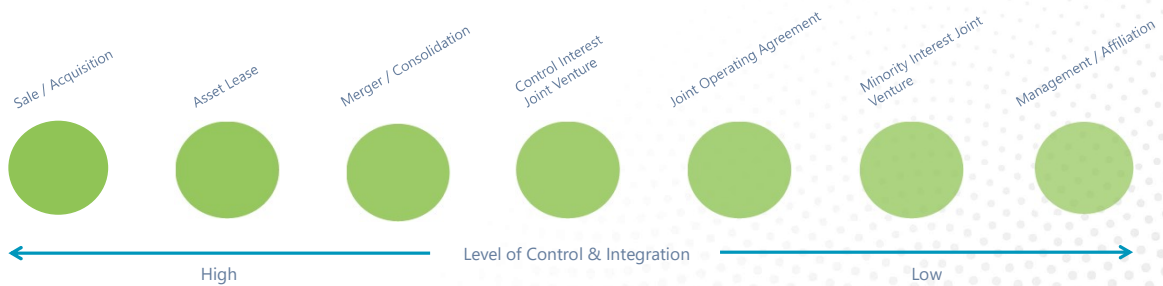 Sale / Acquisition
Asset Lease
Merger / Consolidation
Control Interest
Joint Venture
Joint Operating Agreement
Minority Interest Joint
Venture
Management / Affiliation
Level of Control & Integration
High
Low